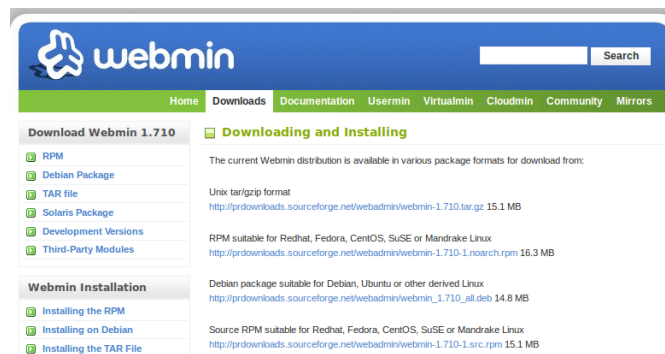 webmin
Search
Home Downloads Documentation Usermin Virtualmin Cloudmin Community Mirrors
Download Webmin 1.710
RPM
Debian Package
TAR file
Solaris Package
Development Versions
Third-Party Modules
Webmin Installation
Installing the RPM
Installing on Debian
Installing the TAR File
Downloading and Installing
The current Webmin distribution is available in various package formats for download from:
Unix tar/gzip format
http://prdownloads.sourceforge.net/webadmin/webmin-1.710.tar.gz 15.1 MB
RPM suitable for Redhat, Fedora, CentOS, SuSE or Mandrake Linux
http://prdownloads.sourceforge.net/webadmin/webmin-1.710-1.noarch.rpm 16.3 MB
Debian package suitable for Debian, Ubuntu or other derived Linux
http://prdownloads.sourceforge.net/webadmin/webmin_1.710_all.deb 14.8 MB
Source RPM suitable for Redhat, Fedora, CentOS, SuSE or Mandrake Linux
http://prdownloads.sourceforge.net/webadmin/webmin-1.710-1.src.rpm 15.1 MB